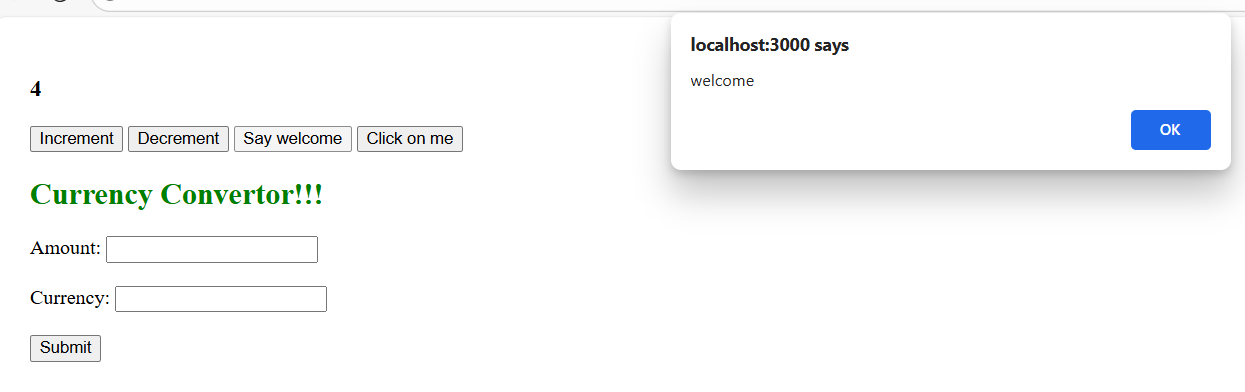 localhost:3000 says
welcome
OK
4
Increment Decrement Say welcome Click on me
Currency Convertor!!!
Amount:
Currency:
Submit